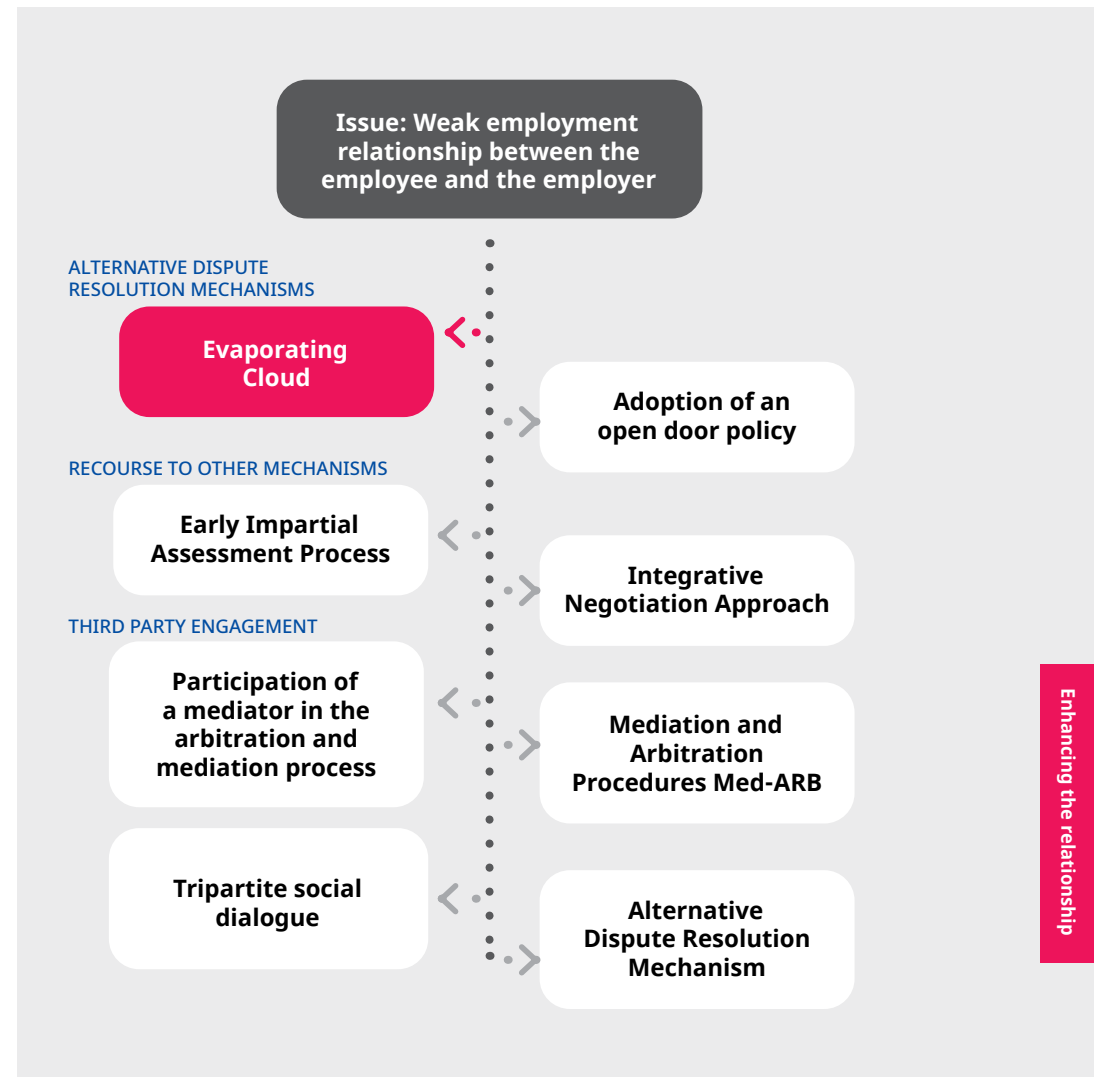 Issue: Weak employment
relationship between the
employee and the employer
ALTERNATIVE DISPUTE
RESOLUTION MECHANISMS
Evaporating
Cloud
Adoption of an
open door policy
RECOURSE TO OTHER MECHANISMS
Early Impartial
Assessment Process
Integrative
Negotiation Approach
THIRD PARTY ENGAGEMENT
Participation of
a mediator in the
arbitration and
mediation process
Mediation and
Arbitration
Procedures Med-ARB
Tripartite social
dialogue
Alternative
Dispute Resolution
Mechanism
Enhancing the relationship